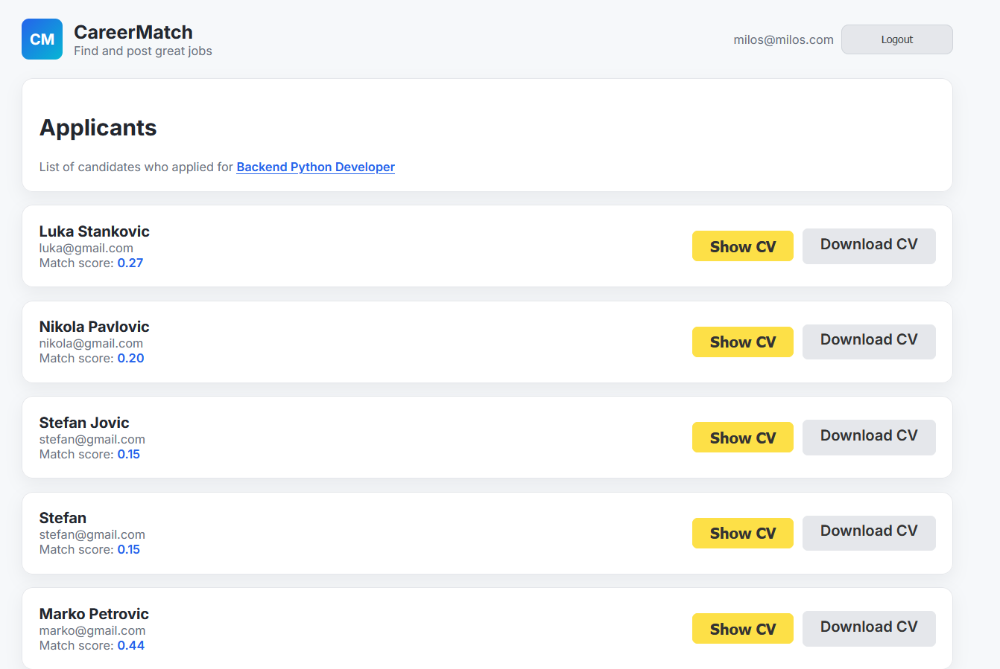 CM
CareerMatch
Find and post great jobs
milos@milos.com
Logout
Applicants
List of candidates who applied for Backend Python Developer
Luka Stankovic
luka@gmail.com
Match score: 0.27
Show CV
Download CV
Nikola Pavlovic
nikola@gmail.com
Match score: 0.20
Show CV
Download CV
Stefan Jovic
stefan@gmail.com
Match score: 0.15
Show CV
Download CV
Stefan
stefan@gmail.com
Match score: 0.15
Show CV
Download CV
Marko Petrovic
marko@gmail.com
Match score: 0.44
Show CV
Download CV